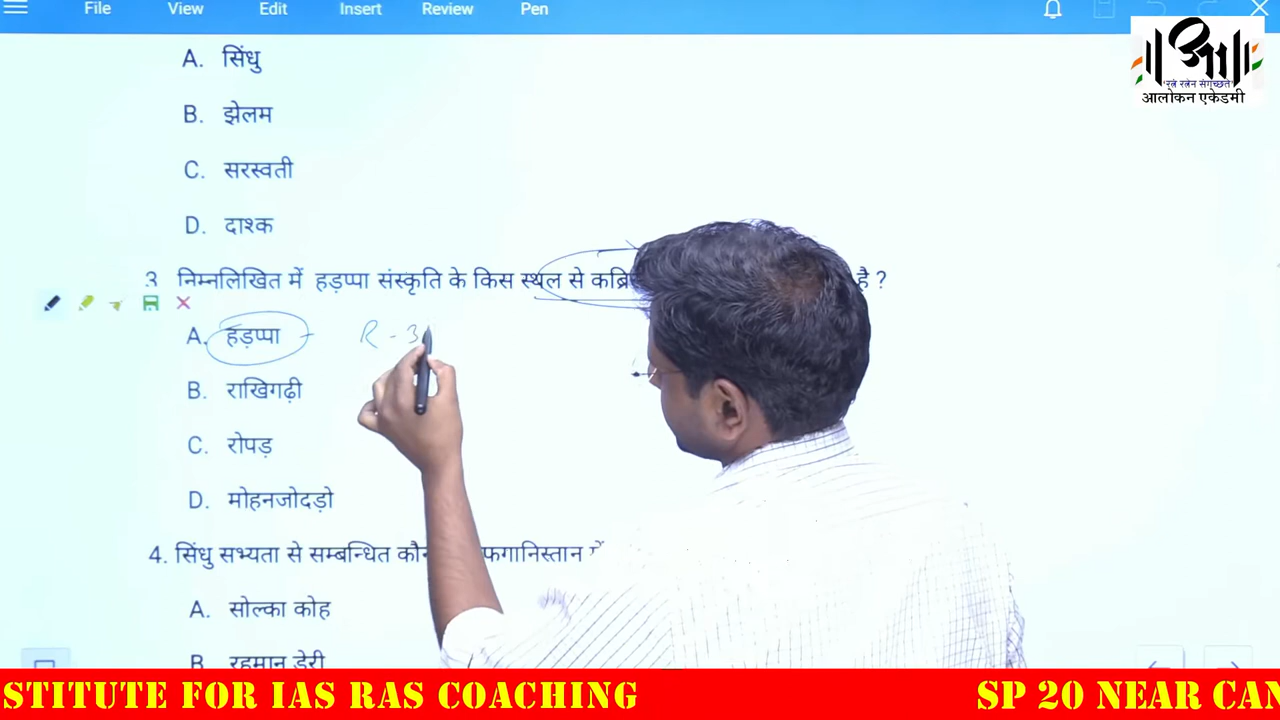 File View Edit Insert Review Pen
A. सिंधु
B. झेलम
C. सरस्वती
D. दाश्क
3 निम्नलिखित में हड़प्पा संस्कृति के किस स्थल से है ?
A. हड़प्पा R - 3
B. राखिगढ़ी
C. रोपड़
D. मोहनजोदड़ो
4. सिंधु सभ्यता से सम्बन्धित
A. सोल्का कोह
B. रहमान डेरी
आलोकन एकेडमी
STITUTE FOR IAS RAS COACHING SP 20 NEAR CAN